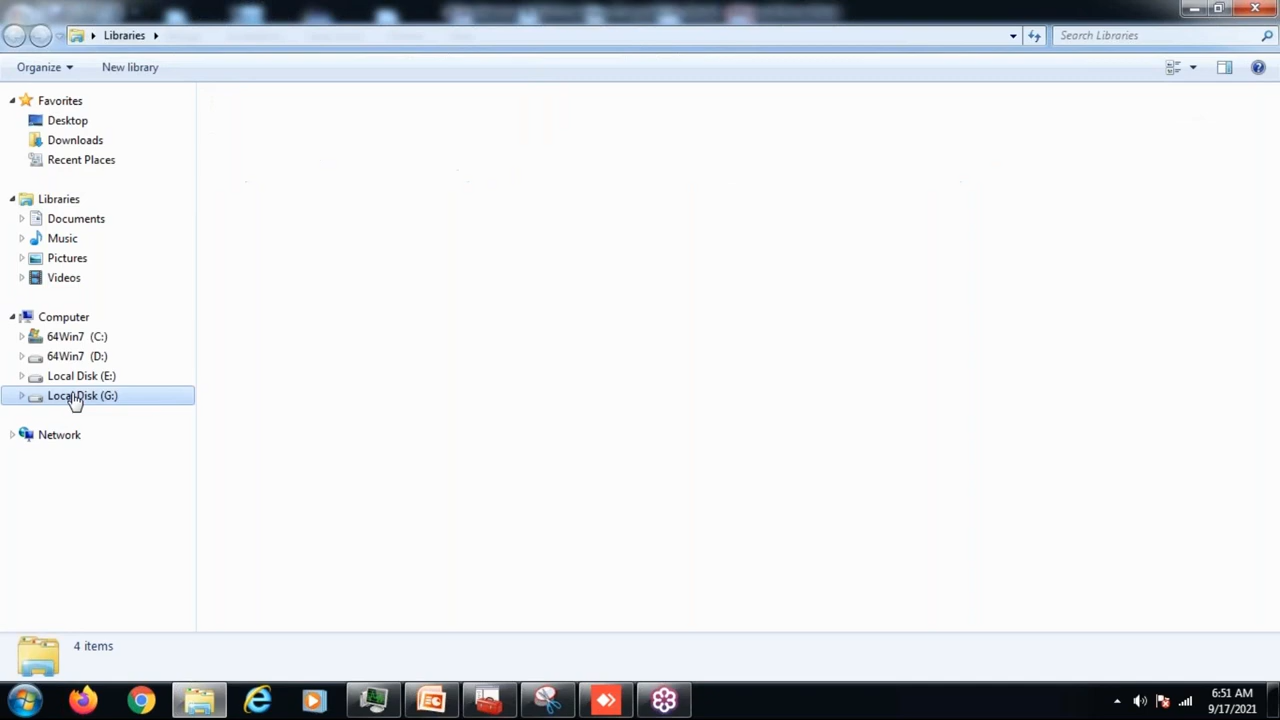 Libraries
Search Libraries
Organize
New library
Favorites
Desktop
Downloads
Recent Places
Libraries
Documents
Music
Pictures
Videos
Computer
64Win7 (C:)
64Win7 (D:)
Local Disk (E:)
Local Disk (G:)
Network
4 items
6:51 AM
9/17/2021